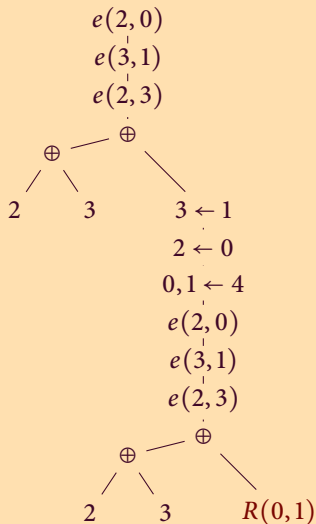 e(2,0)
e(3,1)
e(2,3)
⊕
⊕
2 3 3 ← 1
2 ← 0
0,1 ← 4
e(2,0)
e(3,1)
e(2,3)
⊕
⊕
2 3 R(0,1)